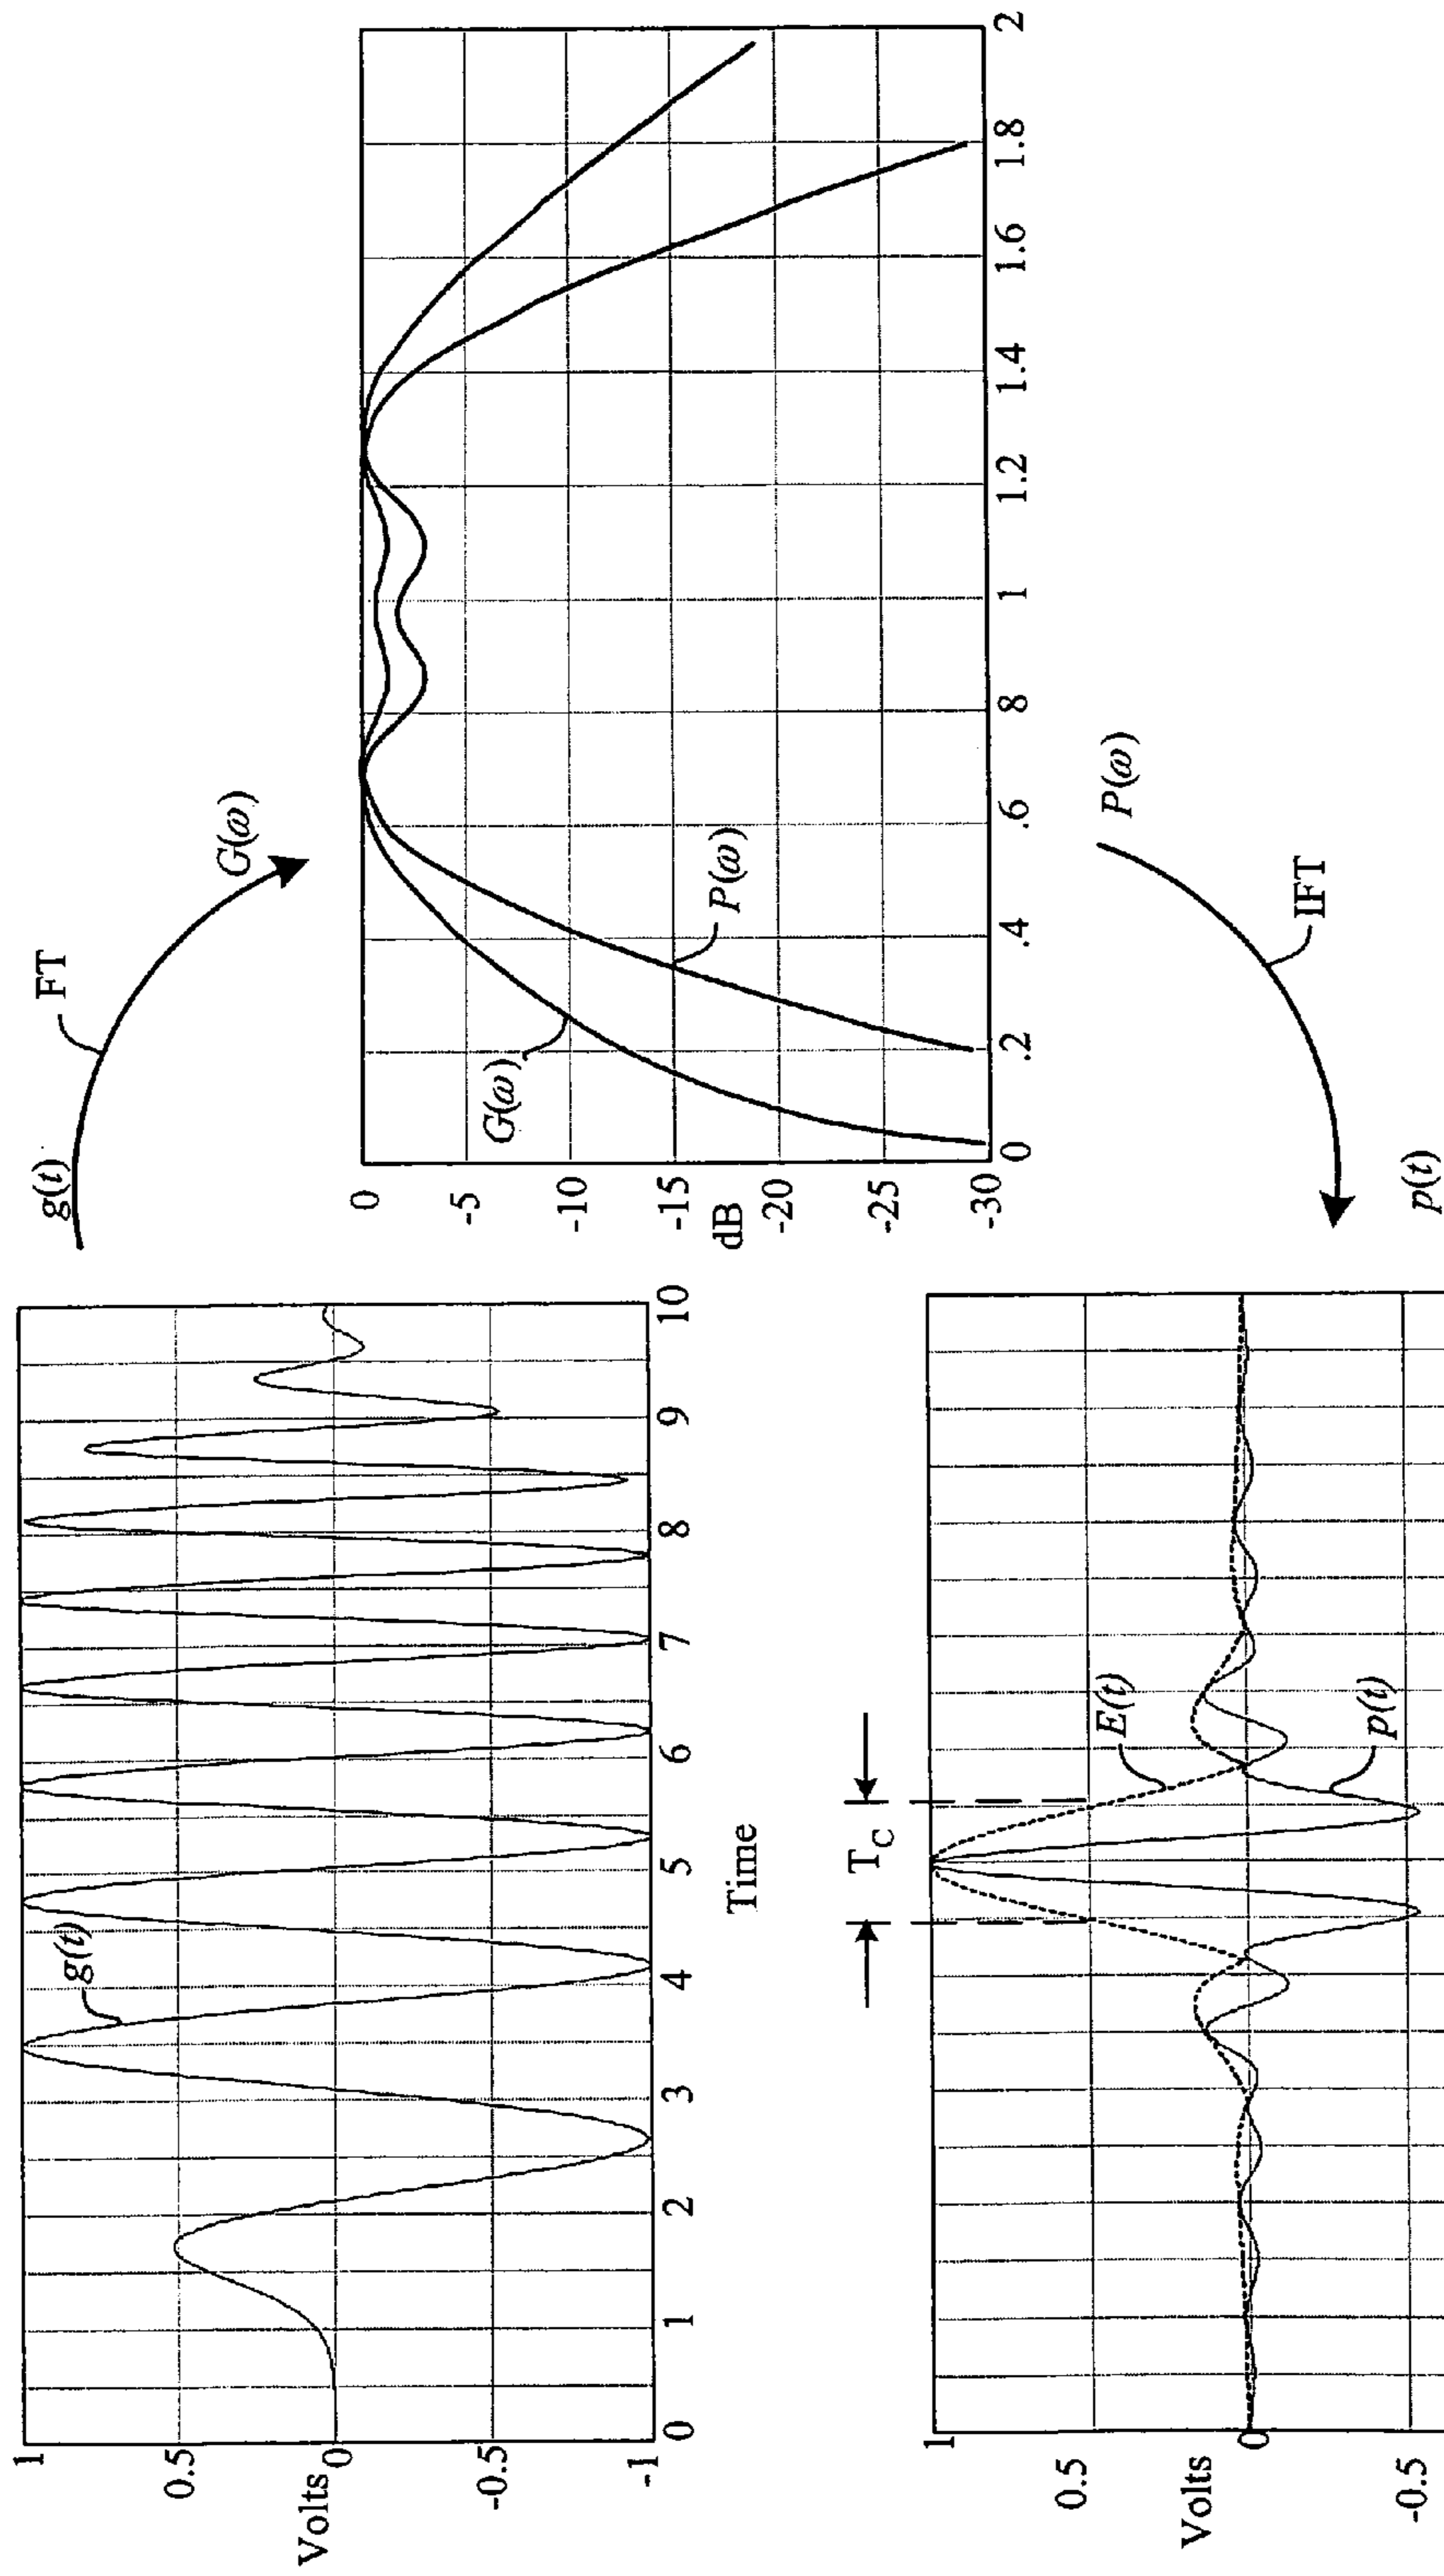 g(t)
FT
G(ω)
1
0.5
Volts 0
-0.5
-1
g(t)
0 1 2 3 4 5 6 7 8 9 10
Time
0
-5
-10
-15
dB
-20
-25
-30
G(ω)
P(ω)
0 .2 .4 .6 .8 1 1.2 1.4 1.6 1.8 2
P(ω)
IFT
p(t)
1
0.5
Volts 0
-0.5
T_C
E(t)
p(t)